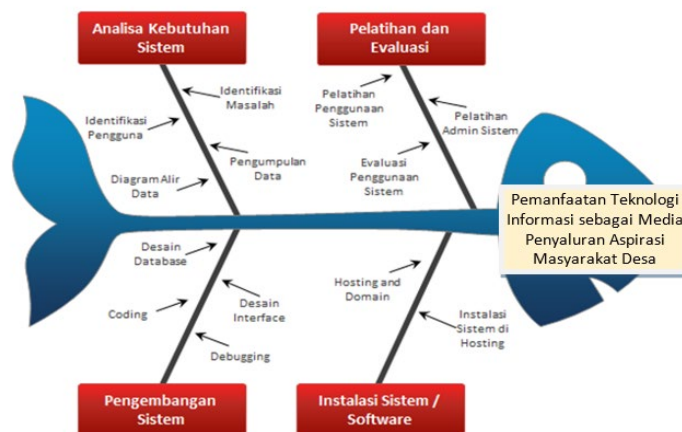 Analisa Kebutuhan
Sistem
Pelatihan dan
Evaluasi
Identifikasi
Masalah
Identifikasi
Pengguna
Pengumpulan
Data
Diagram Alir
Data
Pelatihan
Penggunaan
Sistem
Pelatihan
Admin Sistem
Evaluasi
Penggunaan
Sistem
Pemanfaatan Teknologi
Informasi sebagai Media
Penyaluran Aspirasi
Masyarakat Desa
Desain
Database
Coding
Desain
Interface
Debugging
Hosting and
Domain
Instalasi
Sistem di
Hosting
Pengembangan
Sistem
Instalasi Sistem /
Software